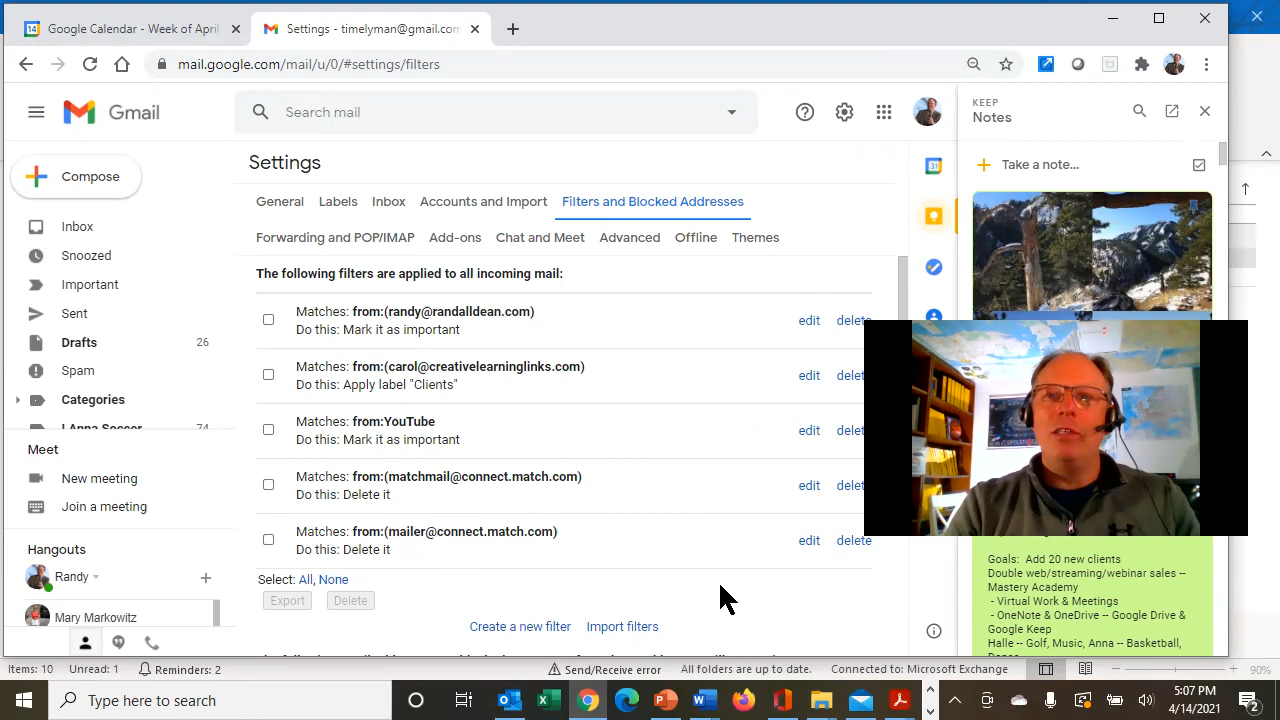 Google Calendar - Week of April
Settings - timelyman@gmail.com
mail.google.com/mail/u/0/#settings/filters
Gmail
Search mail
KEEP
Notes
Compose
Settings
Take a note...
General
Labels
Inbox
Accounts and Import
Filters and Blocked Addresses
Forwarding and POP/IMAP
Add-ons
Chat and Meet
Advanced
Offline
Themes
Inbox
Snoozed
Important
Sent
Drafts 26
Spam
Categories
LAnna Soccer 74
Meet
New meeting
Join a meeting
Hangouts
Randy
Mary Markowitz
The following filters are applied to all incoming mail:
Matches: from:(randy@randalldean.com)
Do this: Mark it as important
edit delete
Matches: from:(carol@creativelearninglinks.com)
Do this: Apply label "Clients"
edit delete
Matches: from:YouTube
Do this: Mark it as important
edit delete
Matches: from:(matchmail@connect.match.com)
Do this: Delete it
edit delete
Matches: from:(mailer@connect.match.com)
Do this: Delete it
edit delete
Select: All, None
Export Delete
Create a new filter Import filters
31
14
Goals: Add 20 new clients
Double web/streaming/webinar sales --
Mastery Academy
- Virtual Work & Meetings
- OneNote & OneDrive -- Google Drive &
Google Keep
Halle -- Golf, Music, Anna -- Basketball,
Items: 10 Unread: 1 Reminders: 2 Send/Receive error All folders are up to date. Connected to: Microsoft Exchange 90%
Type here to search
5:07 PM
4/14/2021
2